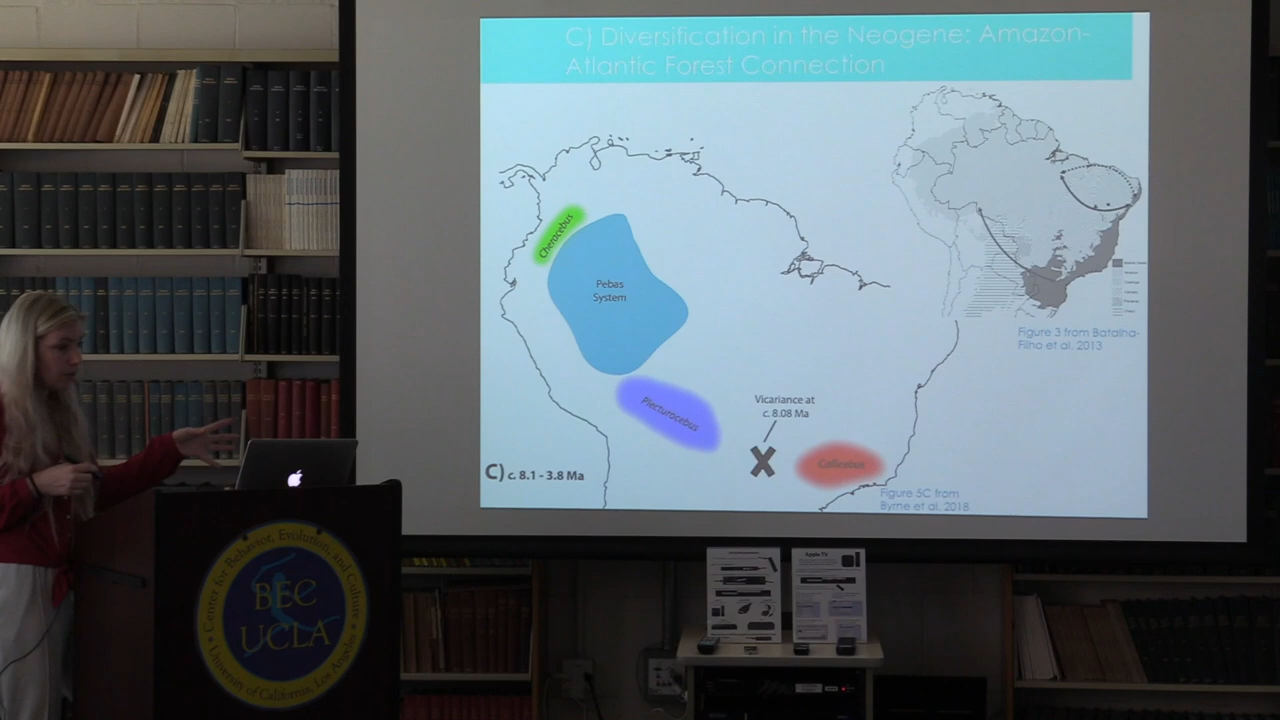 C) Diversification in the Neogene: Amazon-
Atlantic Forest Connection
Cheracebus
Pebas
System
Plecturocebus
Vicariance at
c. 8.08 Ma
Callicebus
C) c. 8.1 - 3.8 Ma
Figure 5C from
Byrne et al. 2018
Figure 3 from Batalha-
Filho et al. 2013
Center for Behavior, Evolution, and Culture
BEC
UCLA
University of California, Los Angeles
Apple TV